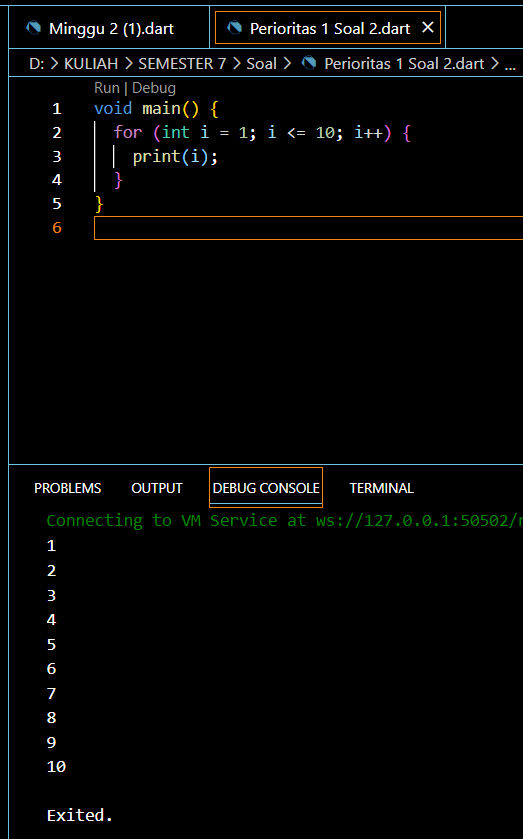 Minggu 2 (1).dart Perioritas 1 Soal 2.dart ×
D: > KULIAH > SEMESTER 7 > Soal > Perioritas 1 Soal 2.dart > ...
Run | Debug
1 void main() {
2 for (int i = 1; i <= 10; i++) {
3 print(i);
4 }
5 }
6
PROBLEMS OUTPUT DEBUG CONSOLE TERMINAL
Connecting to VM Service at ws://127.0.0.1:50502/
1
2
3
4
5
6
7
8
9
10
Exited.